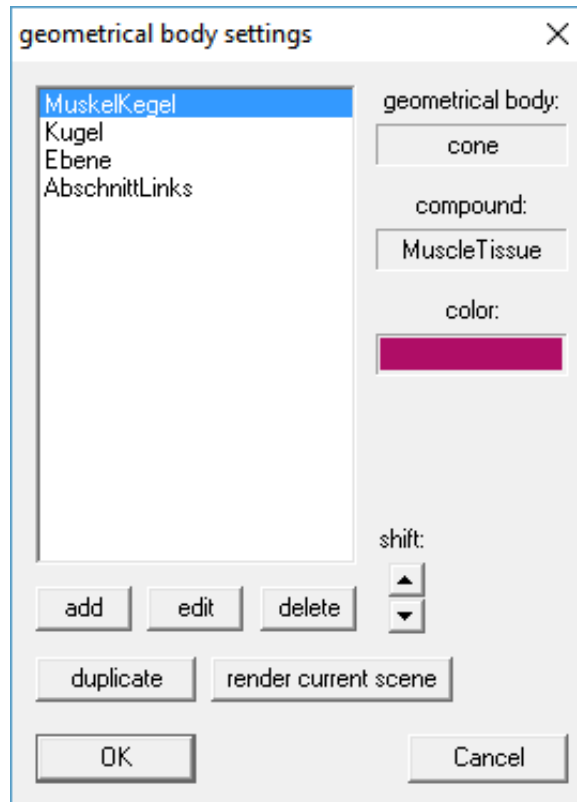 geometrical body settings
MuskelKegel
Kugel
Ebene
AbschnittLinks
geometrical body:
cone
compound:
MuscleTissue
color:
shift:
add
edit
delete
duplicate
render current scene
OK
Cancel